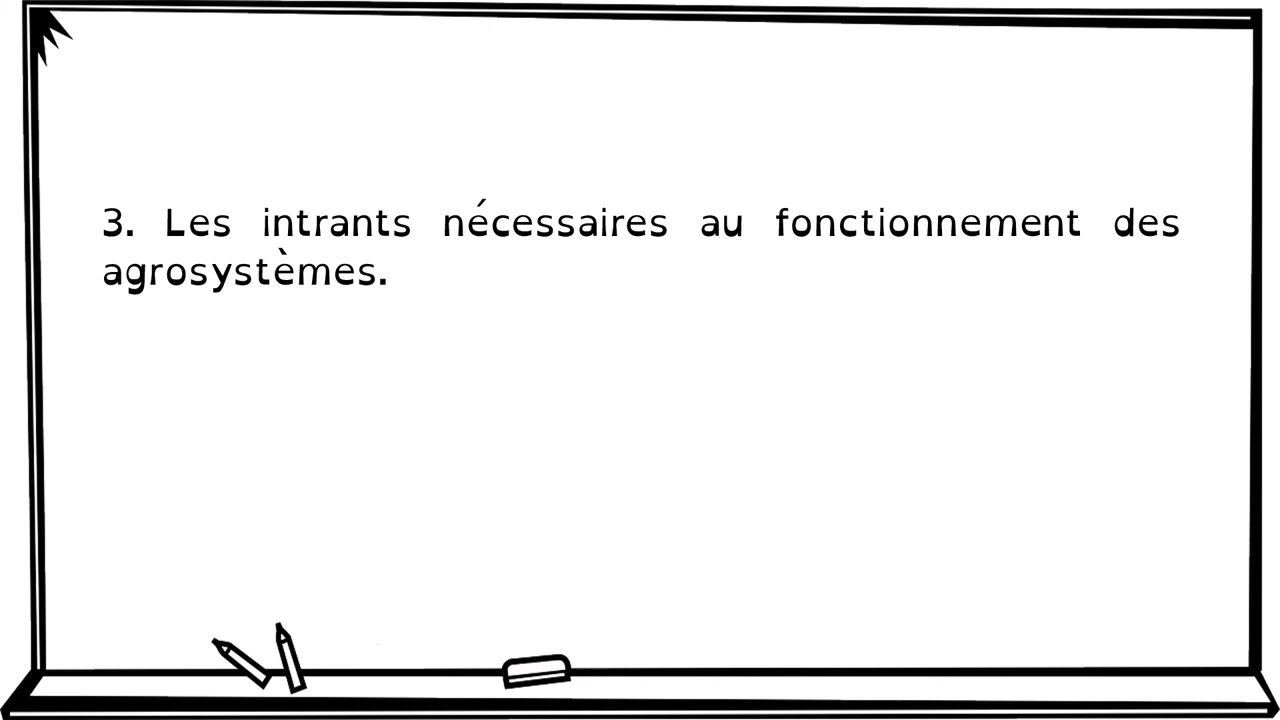 3. Les intrants nécessaires au fonctionnement des
agrosystèmes.